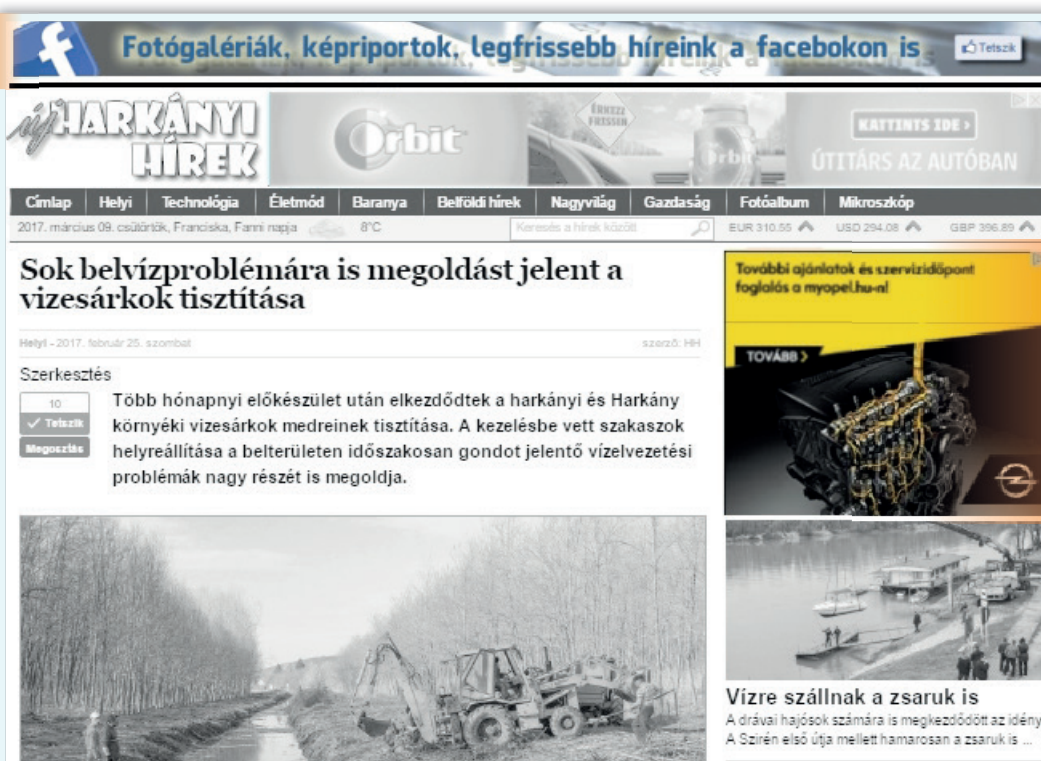 Fotógalériák, képriportok, legfrissebb híreink a facebokon is
Tetszik
új HARKÁNYI
HÍREK
Orbit
ÉRKEZZ
FRISSEN
Orbit
KATTINTS IDE >
ÚTITÁRS AZ AUTÓBAN
Címlap Helyi Technológia Életmód Baranya Belföldi hírek Nagyvilág Gazdaság Fotóalbum Mikroszkóp
2017. március 09. csütörtök, Franciska, Fanni napja 8°C Keresés a hírek között EUR 310.55 USD 294.08 GBP 396.89
Sok belvízproblémára is megoldást jelent a
vizesárkok tisztítása
Helyi - 2017. február 25. szombat szerző: HH
Szerkesztés
10
Tetszik
Megosztás
Több hónapnyi előkészület után elkezdődtek a harkányi és Harkány
környéki vizesárkok medreinek tisztítása. A kezelésbe vett szakaszok
helyreállítása a belterületen időszakosan gondot jelentő vízelvezetési
problémák nagy részét is megoldja.
További ajánlatok és szervizidőpont
foglalás a myopel.hu-n!
TOVÁBB >
Vízre szállnak a zsaruk is
A drávai hajósok számára is megkezdődött az idény
A Szirén első útja mellett hamarosan a zsaruk is ...